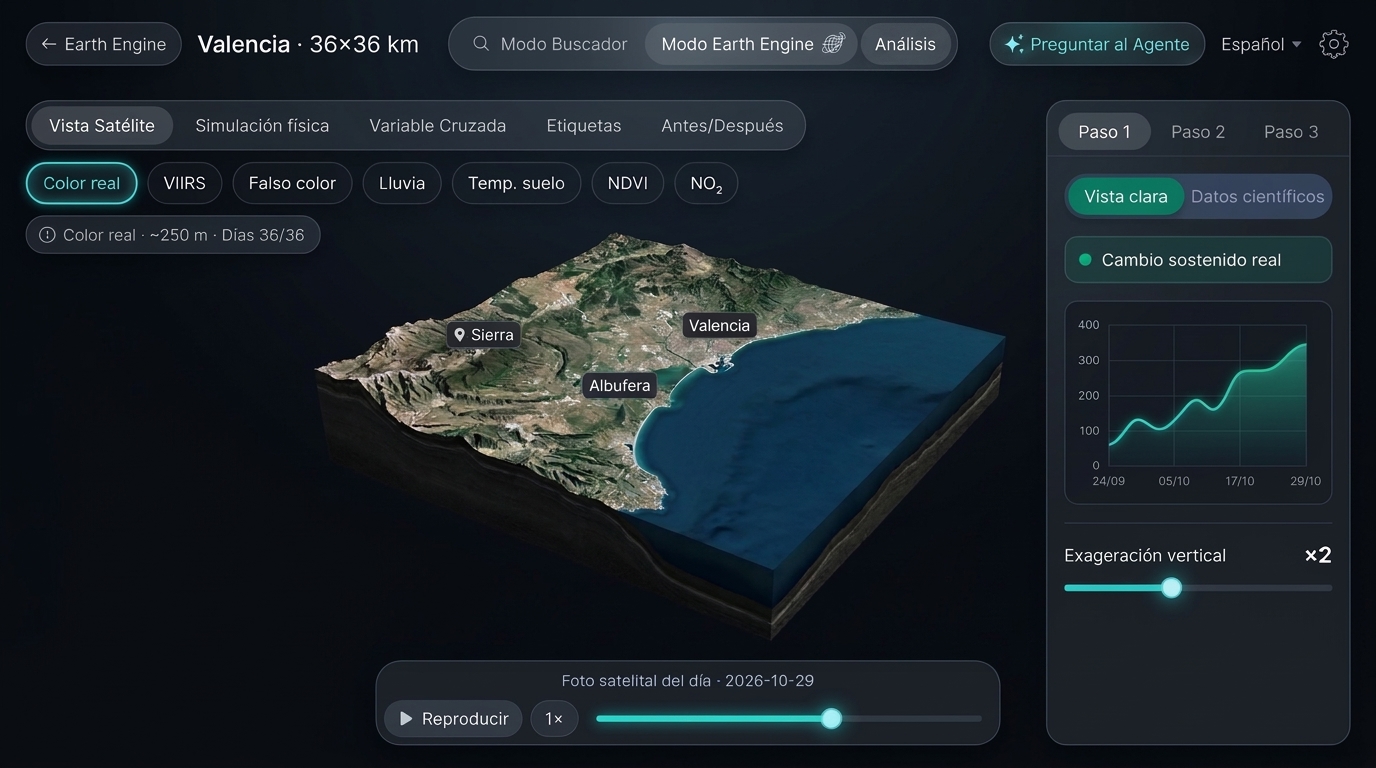 Earth Engine
Valencia · 36×36 km
Modo Buscador
Modo Earth Engine
Análisis
Preguntar al Agente
Español
Vista Satélite
Simulación física
Variable Cruzada
Etiquetas
Antes/Después
Color real
VIIRS
Falso color
Lluvia
Temp. suelo
NDVI
NO₂
Color real · ~250 m · Días 36/36
Sierra
Valencia
Albufera
Paso 1
Paso 2
Paso 3
Vista clara
Datos científicos
Cambio sostenido real
400
300
200
100
0
24/09
05/10
17/10
29/10
Exageración vertical
×2
Foto satelital del día · 2026-10-29
Reproducir
1×